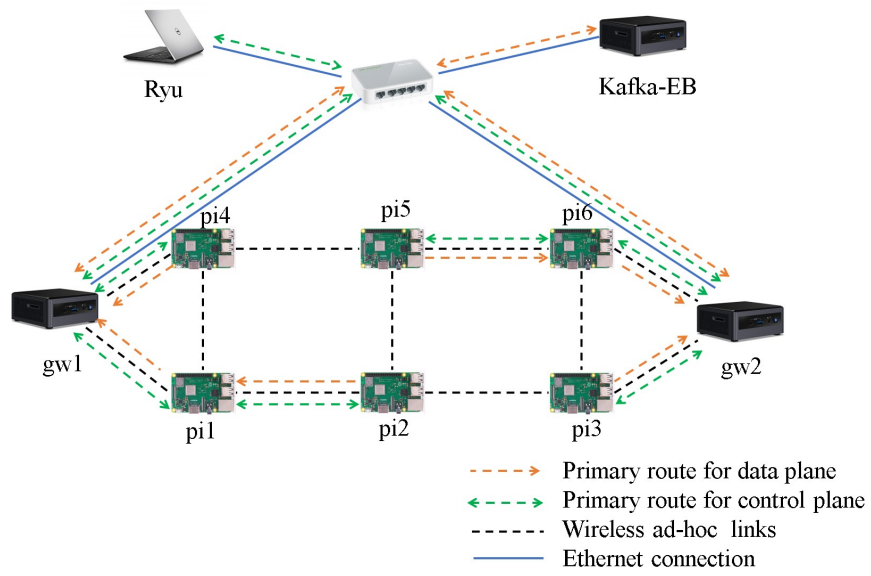 Ryu
Kafka-EB
pi4
pi5
pi6
gw1
gw2
pi1
pi2
pi3
Primary route for data plane
Primary route for control plane
Wireless ad-hoc links
Ethernet connection